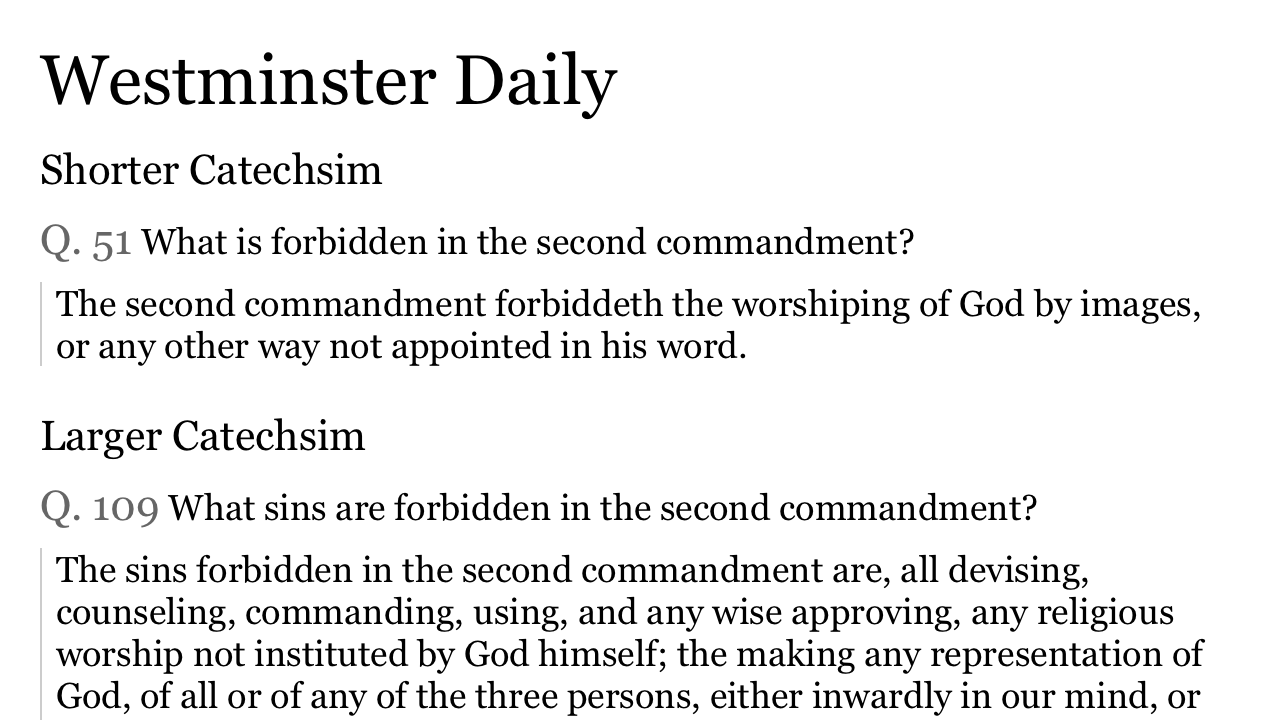 Westminster Daily
Shorter Catechsim
Q. 51 What is forbidden in the second commandment?
The second commandment forbiddeth the worshiping of God by images,
or any other way not appointed in his word.
Larger Catechsim
Q. 109 What sins are forbidden in the second commandment?
The sins forbidden in the second commandment are, all devising,
counseling, commanding, using, and any wise approving, any religious
worship not instituted by God himself; the making any representation of
God, of all or of any of the three persons, either inwardly in our mind, or